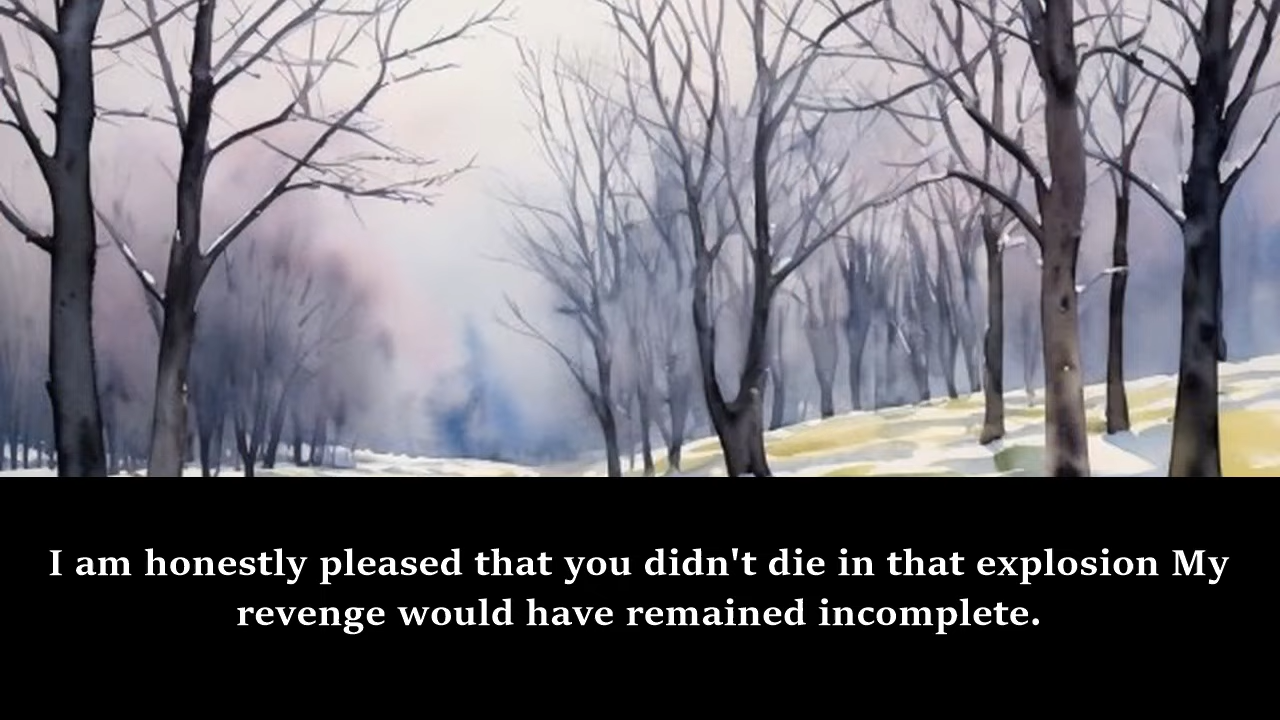 I am honestly pleased that you didn't die in that explosion My
revenge would have remained incomplete.